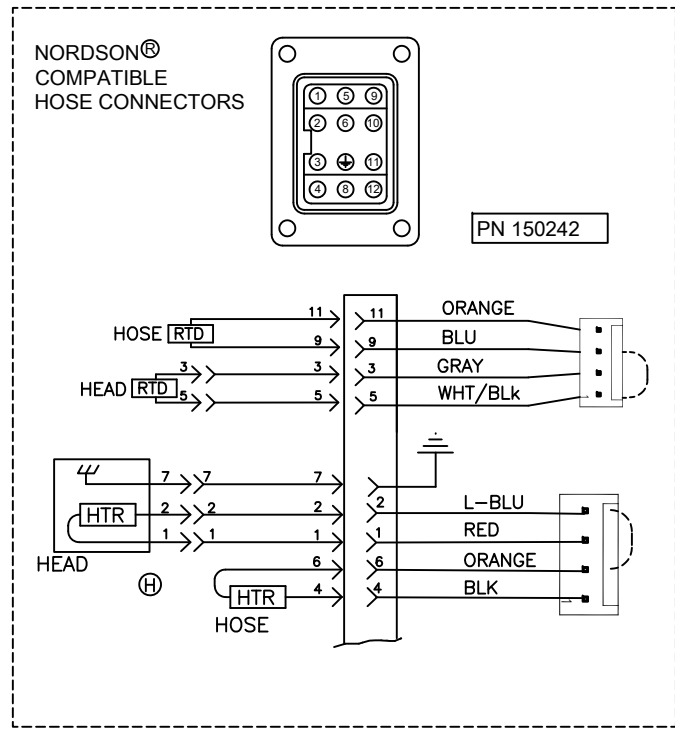 NORDSON®
COMPATIBLE
HOSE CONNECTORS
1 5 9
2 6 10
3 11
4 8 12
PN 150242
11 11 ORANGE
HOSE RTD
9 9 BLU
3 3 3 GRAY
HEAD RTD
5 5 5 WHT/BLk
7 7 7
HTR 2 2 2 2 L-BLU
1 1 1 1 RED
HEAD
H
6 6 ORANGE
HTR 4 4 BLK
HOSE